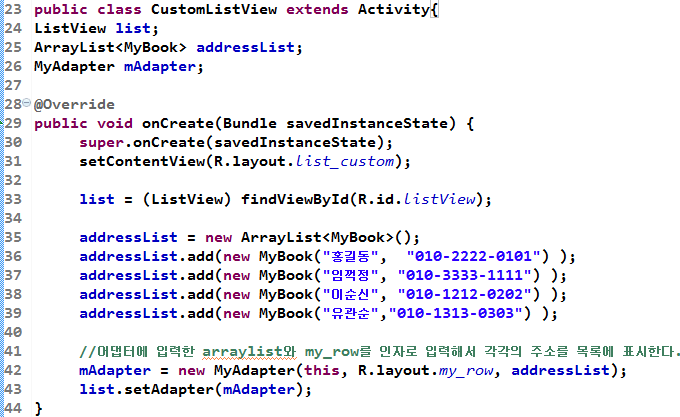 23 public class CustomListView extends Activity{
24 ListView list;
25 ArrayList<MyBook> addressList;
26 MyAdapter mAdapter;
27
28 @Override
29 public void onCreate(Bundle savedInstanceState) {
30 super.onCreate(savedInstanceState);
31 setContentView(R.layout.list_custom);
32
33 list = (ListView) findViewById(R.id.listView);
34
35 addressList = new ArrayList<MyBook>();
36 addressList.add(new MyBook("홍길동",  "010-2222-0101") );
37 addressList.add(new MyBook("임꺽정", "010-3333-1111") );
38 addressList.add(new MyBook("이순신", "010-1212-0202") );
39 addressList.add(new MyBook("유관순","010-1313-0303") );
40
41 //어댑터에 입력한 arraylist와 my_row를 인자로 입력해서 각각의 주소를 목록에 표시한다.
42 mAdapter = new MyAdapter(this, R.layout.my_row, addressList);
43 list.setAdapter(mAdapter);
44 }